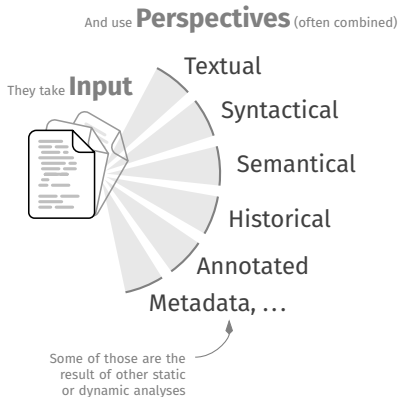 And use Perspectives (often combined)
They take Input
Textual
Syntactical
Semantical
Historical
Annotated
Metadata, …
Some of those are the
result of other static
or dynamic analyses